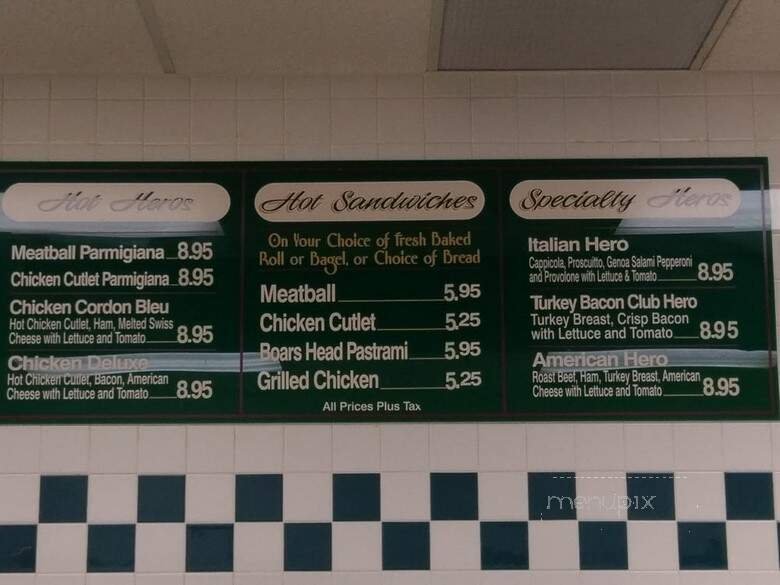 Hot Heros
Meatball Parmigiana 8.95
Chicken Cutlet Parmigiana 8.95
Chicken Cordon Bleu
Hot Chicken Cutlet, Ham, Melted Swiss
Cheese with Lettuce and Tomato 8.95
Chicken Deluxe
Hot Chicken Cutlet, Bacon, American
Cheese with Lettuce and Tomato 8.95
Hot Sandwiches
On Your Choice of Fresh Baked
Roll or Bagel, or Choice of Bread
Meatball 5.95
Chicken Cutlet 5.25
Boars Head Pastrami 5.95
Grilled Chicken 5.25
All Prices Plus Tax
Specialty Heros
Italian Hero
Cappicola, Proscuitto, Genoa Salami Pepperoni
and Provolone with Lettuce & Tomato 8.95
Turkey Bacon Club Hero
Turkey Breast, Crisp Bacon
with Lettuce and Tomato 8.95
American Hero
Roast Beef, Ham, Turkey Breast, American
Cheese with Lettuce and Tomato 8.95
menupix